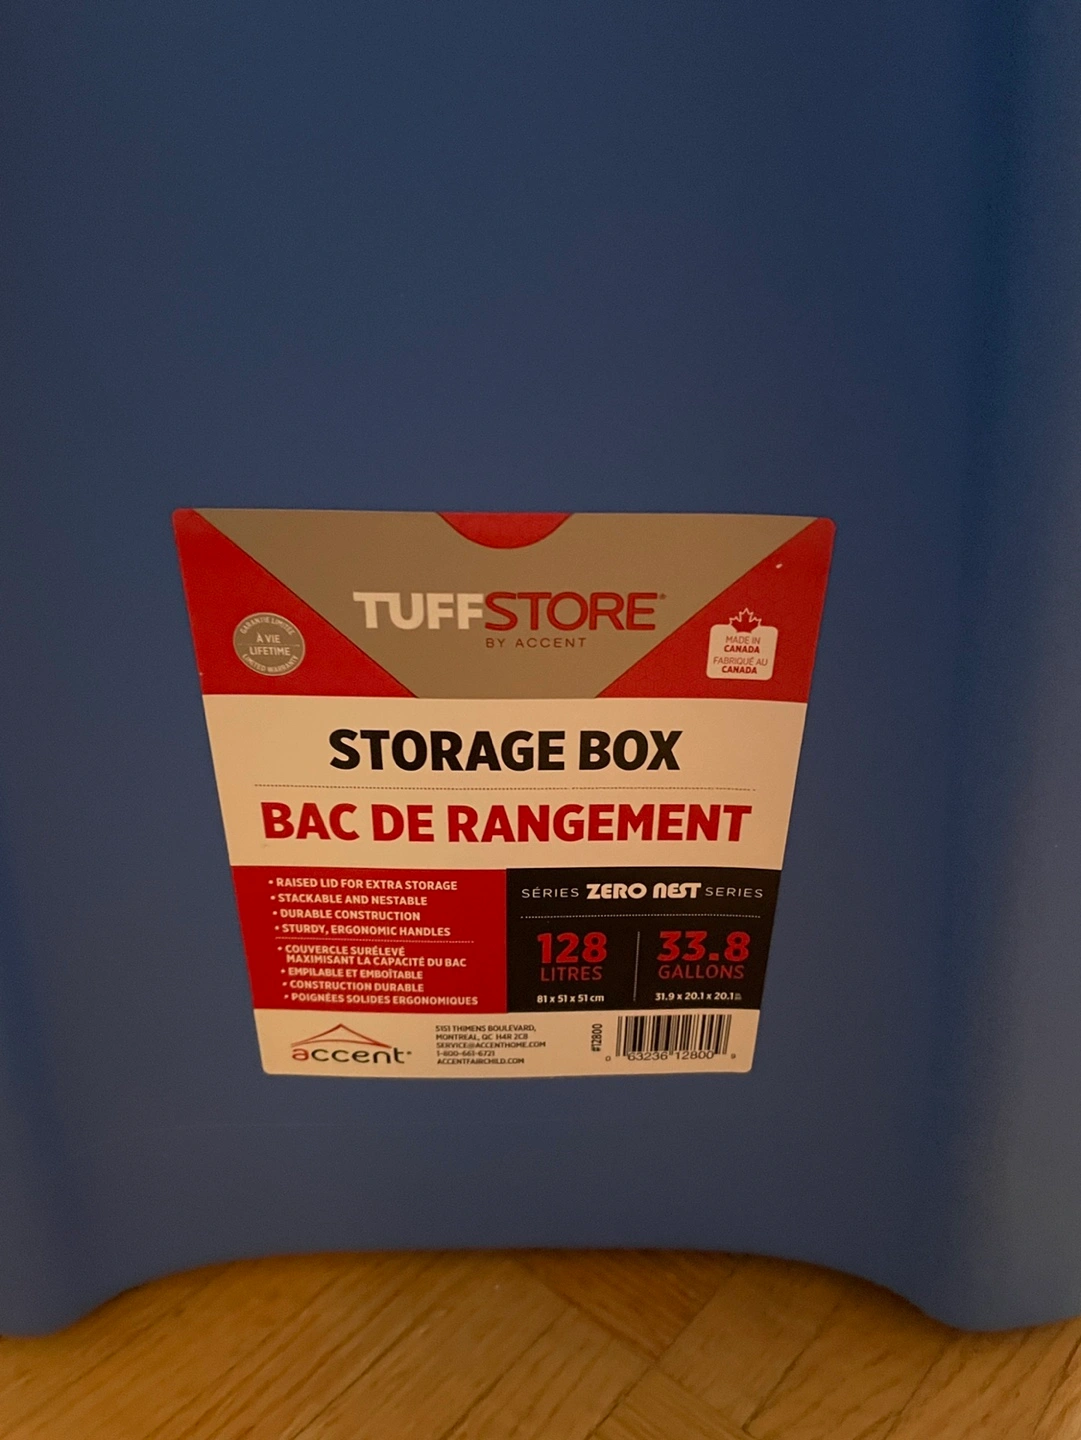 TUFFSTORE®
BY ACCENT
GARANTIE LIMITÉE
À VIE
LIFETIME
LIMITED WARRANTY
MADE IN
CANADA
FABRIQUÉ AU
CANADA
STORAGE BOX
BAC DE RANGEMENT
• RAISED LID FOR EXTRA STORAGE
• STACKABLE AND NESTABLE
• DURABLE CONSTRUCTION
• STURDY, ERGONOMIC HANDLES
• COUVERCLE SURÉLEVÉ
MAXIMISANT LA CAPACITÉ DU BAC
• EMPILABLE ET EMBOÎTABLE
• CONSTRUCTION DURABLE
• POIGNÉES SOLIDES ERGONOMIQUES
SÉRIES ZERO NEST SERIES
128
LITRES
81 x 51 x 51 cm
33.8
GALLONS
31.9 x 20.1 x 20.1
accent®
5151 THIMENS BOULEVARD,
MONTREAL, QC H4R 2C8
SERVICE@ACCENTHOME.COM
1-800-661-6721
ACCENTFAIRCHILD.COM
#12800
0 63236 12800 9